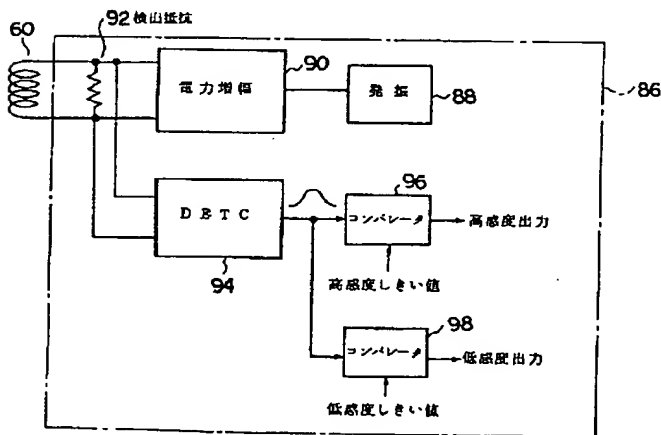 60
92 検出抵抗
電力増幅
90
発振
88
86
DETC
94
96
コンパレータ
高感度出力
高感度しきい値
98
コンパレータ
低感度出力
低感度しきい値